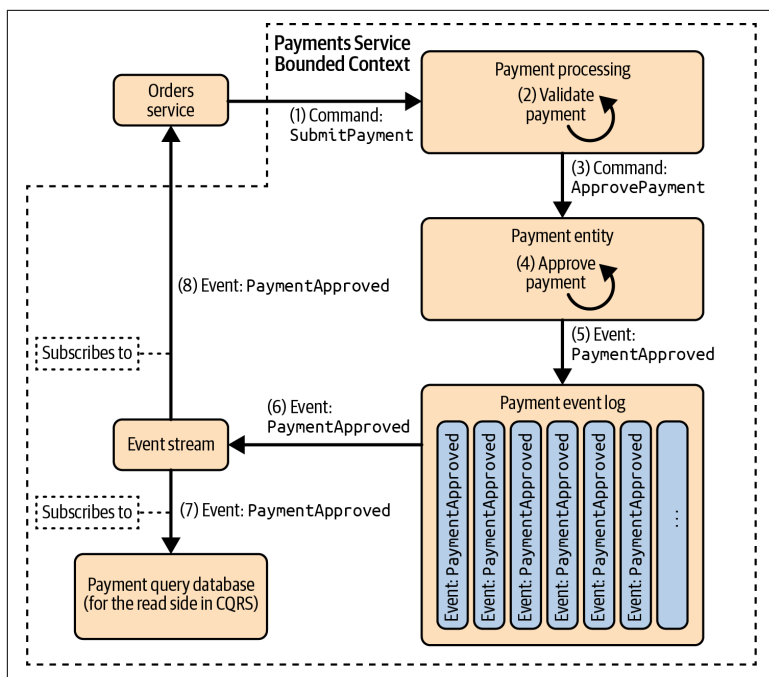 Payments Service
Bounded Context
Orders
service
(1) Command:
SubmitPayment
Payment processing
(2) Validate
payment
(3) Command:
ApprovePayment
Payment entity
(4) Approve
payment
(5) Event:
PaymentApproved
(8) Event: PaymentApproved
Subscribes to
(6) Event:
PaymentApproved
Event stream
Subscribes to
(7) Event: PaymentApproved
Payment query database
(for the read side in CQRS)
Payment event log
Event: PaymentApproved
Event: PaymentApproved
Event: PaymentApproved
Event: PaymentApproved
Event: PaymentApproved
Event: PaymentApproved
...